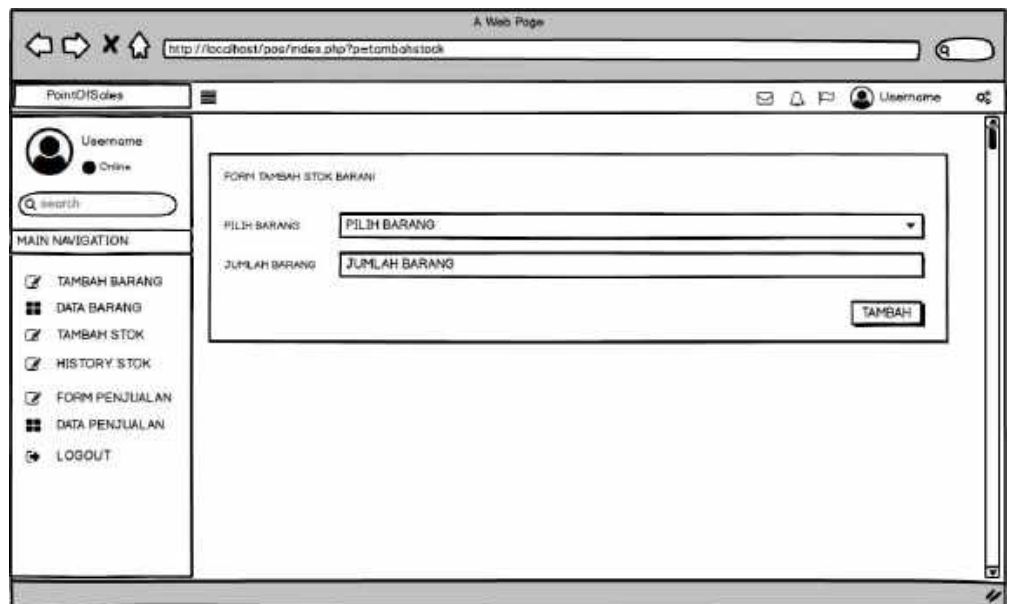 A Web Page
http://localhost/pos/index.php?p=tambahstock
PointOfSales
Username
Username
Online
search
MAIN NAVIGATION
TAMBAH BARANG
DATA BARANG
TAMBAH STOK
HISTORY STOK
FORM PENJUALAN
DATA PENJUALAN
LOGOUT
FORM TAMBAH STOK BARANI
PILIH BARANG PILIH BARANG
JUMLAH BARANG JUMLAH BARANG
TAMBAH